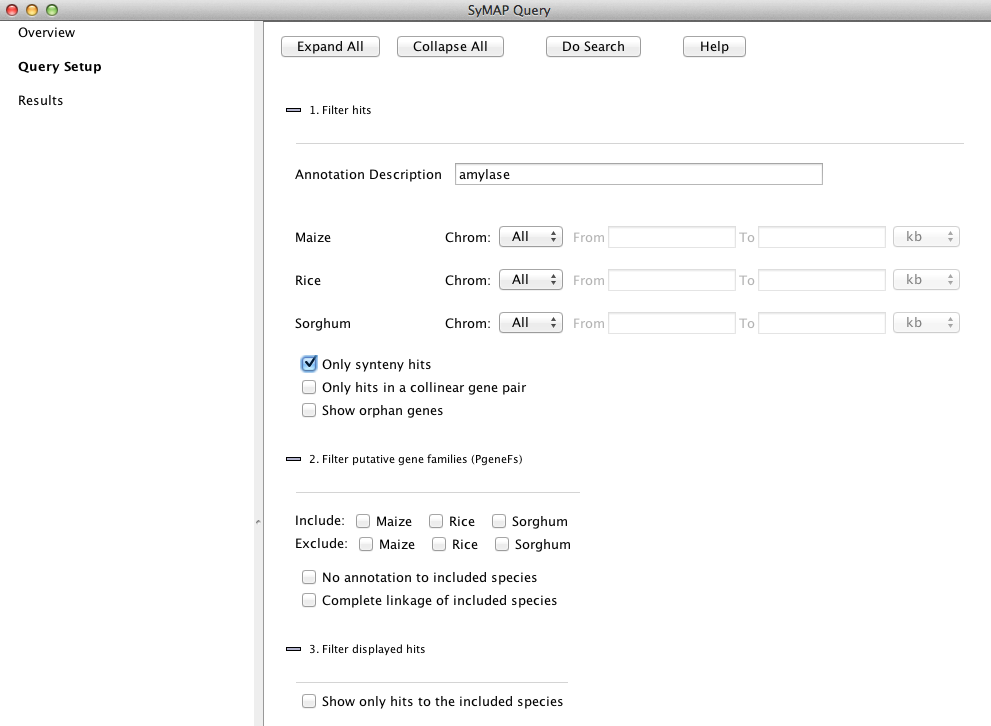 SyMAP Query
Overview
Query Setup
Results
Expand All Collapse All Do Search Help
1. Filter hits
Annotation Description amylase
Maize Chrom: All From To kb
Rice Chrom: All From To kb
Sorghum Chrom: All From To kb
Only synteny hits
Only hits in a collinear gene pair
Show orphan genes
2. Filter putative gene families (PgeneFs)
Include: Maize Rice Sorghum
Exclude: Maize Rice Sorghum
No annotation to included species
Complete linkage of included species
3. Filter displayed hits
Show only hits to the included species